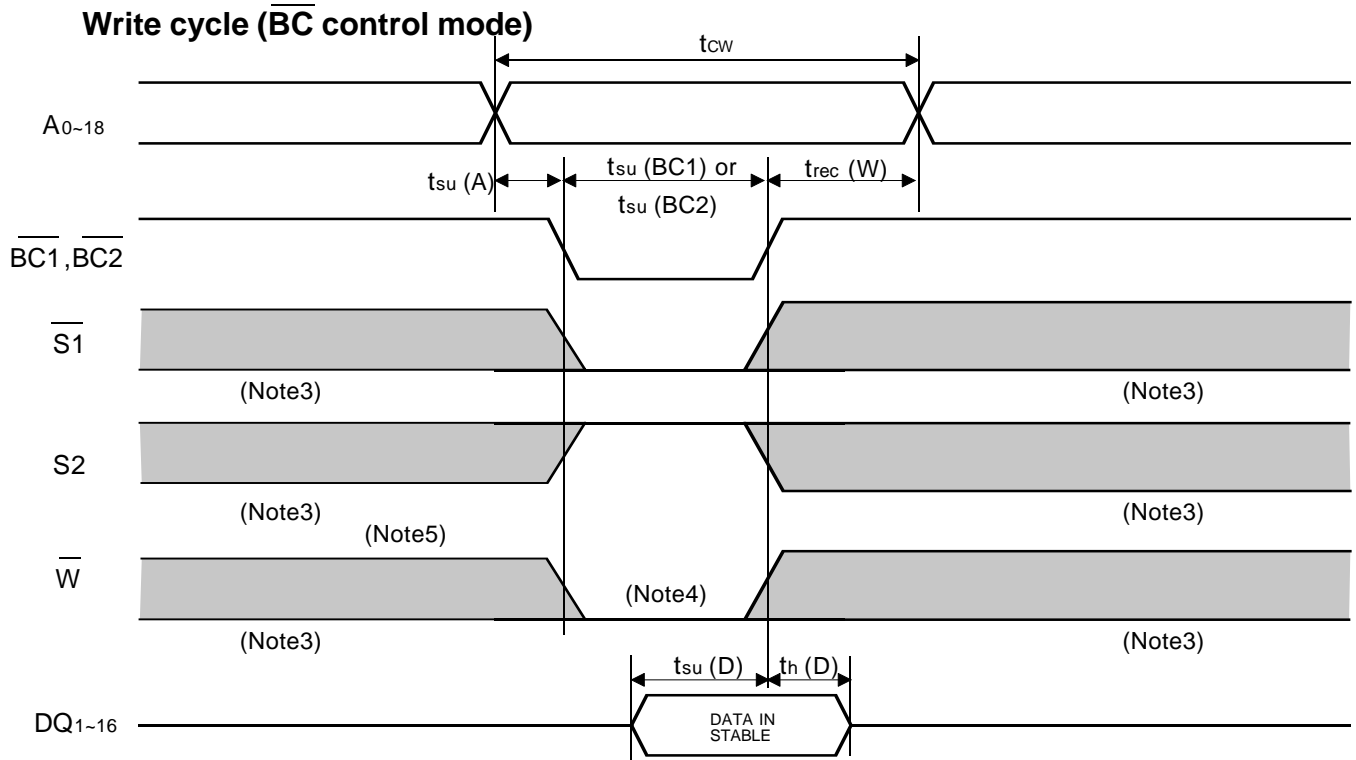 Write cycle (BC control mode)
tCW
A0~18
tsu (A)
tsu (BC1) or
tsu (BC2)
trec (W)
BC1,BC2
S1
(Note3)
(Note3)
S2
(Note3)
(Note3)
(Note5)
W
(Note4)
(Note3)
(Note3)
tsu (D)
th (D)
DQ1~16
DATA IN
STABLE